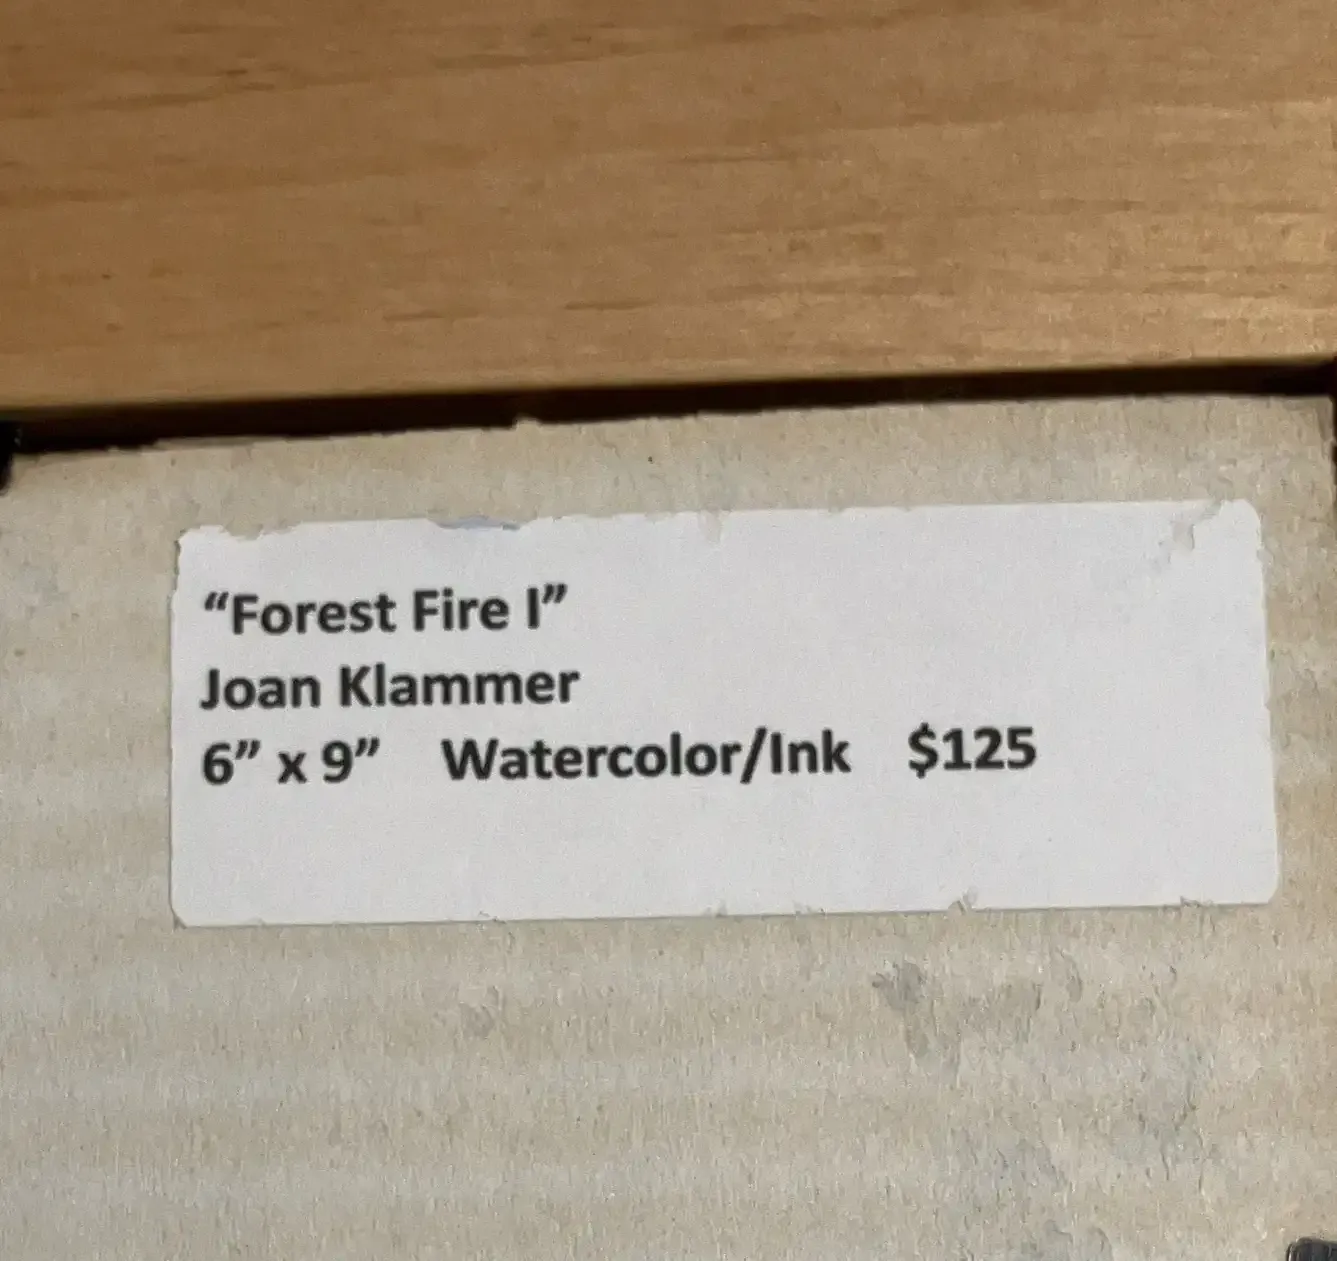 “Forest Fire I”
Joan Klammer
6” x 9” Watercolor/Ink $125